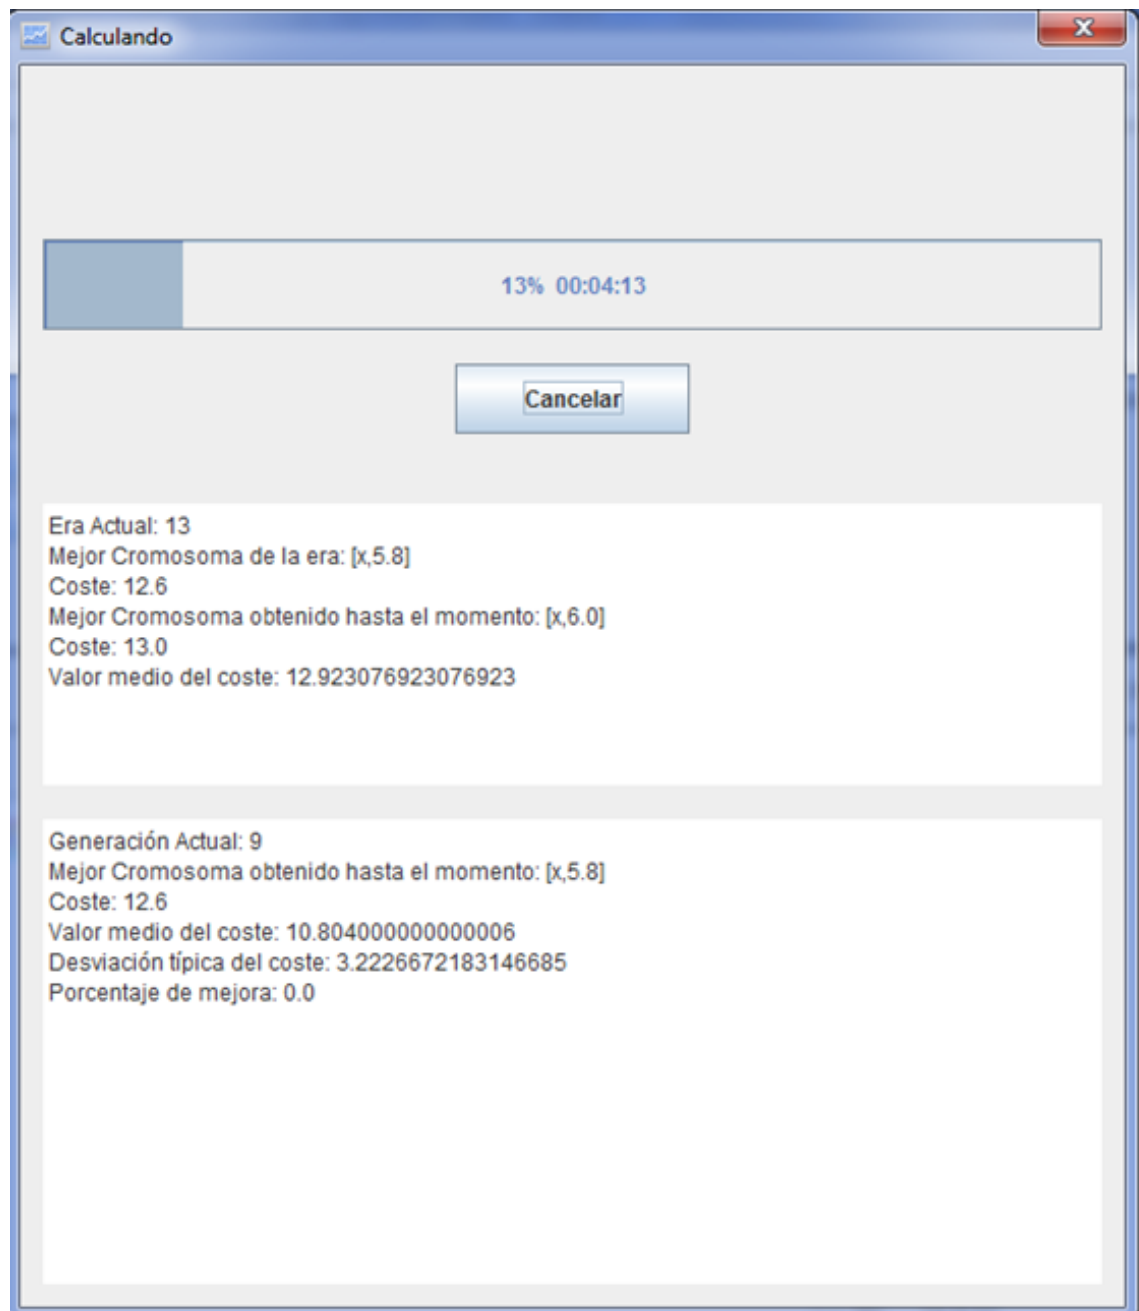 Calculando
13% 00:04:13
Cancelar
Era Actual: 13
Mejor Cromosoma de la era: [x,5.8]
Coste: 12.6
Mejor Cromosoma obtenido hasta el momento: [x,6.0]
Coste: 13.0
Valor medio del coste: 12.923076923076923
Generación Actual: 9
Mejor Cromosoma obtenido hasta el momento: [x,5.8]
Coste: 12.6
Valor medio del coste: 10.804000000000006
Desviación típica del coste: 3.2226672183146685
Porcentaje de mejora: 0.0